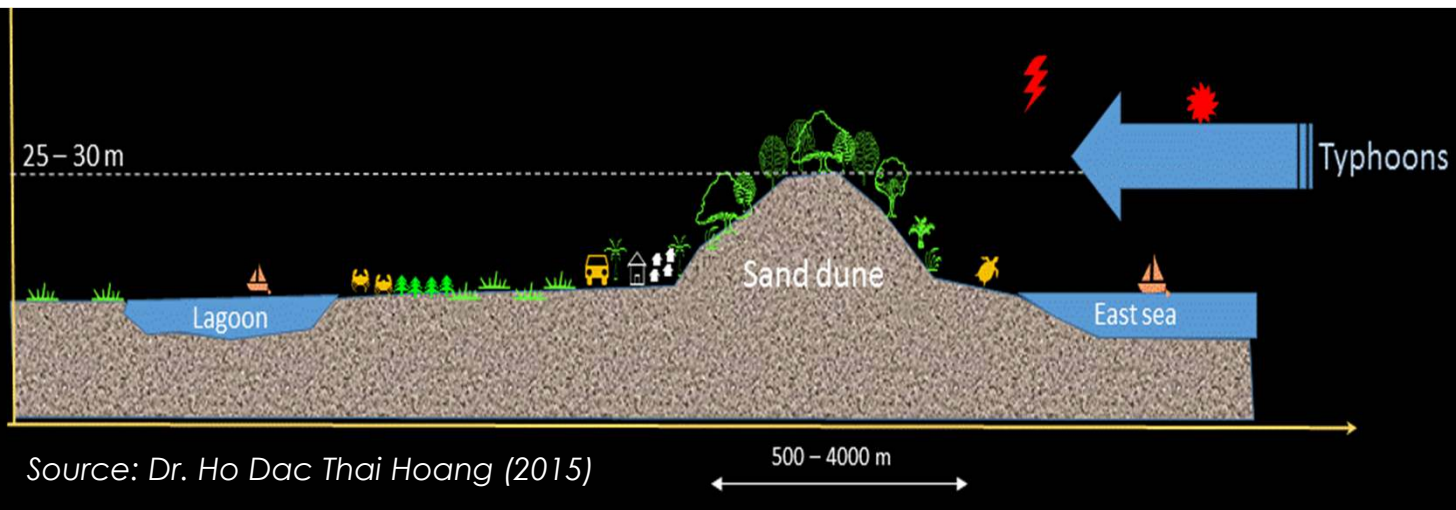 25 – 30 m
Typhoons
Sand dune
Lagoon
East sea
500 – 4000 m
Source: Dr. Ho Dac Thai Hoang (2015)